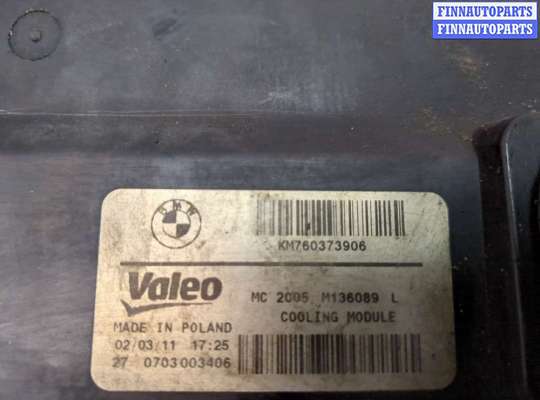 FINNAUTOPARTS
FINNAUTOPARTS
BMW
KM760373906
Valeo
MC 2005 M136089 L
COOLING MODULE
MADE IN POLAND
02/03/11 17:25
27 0703003406